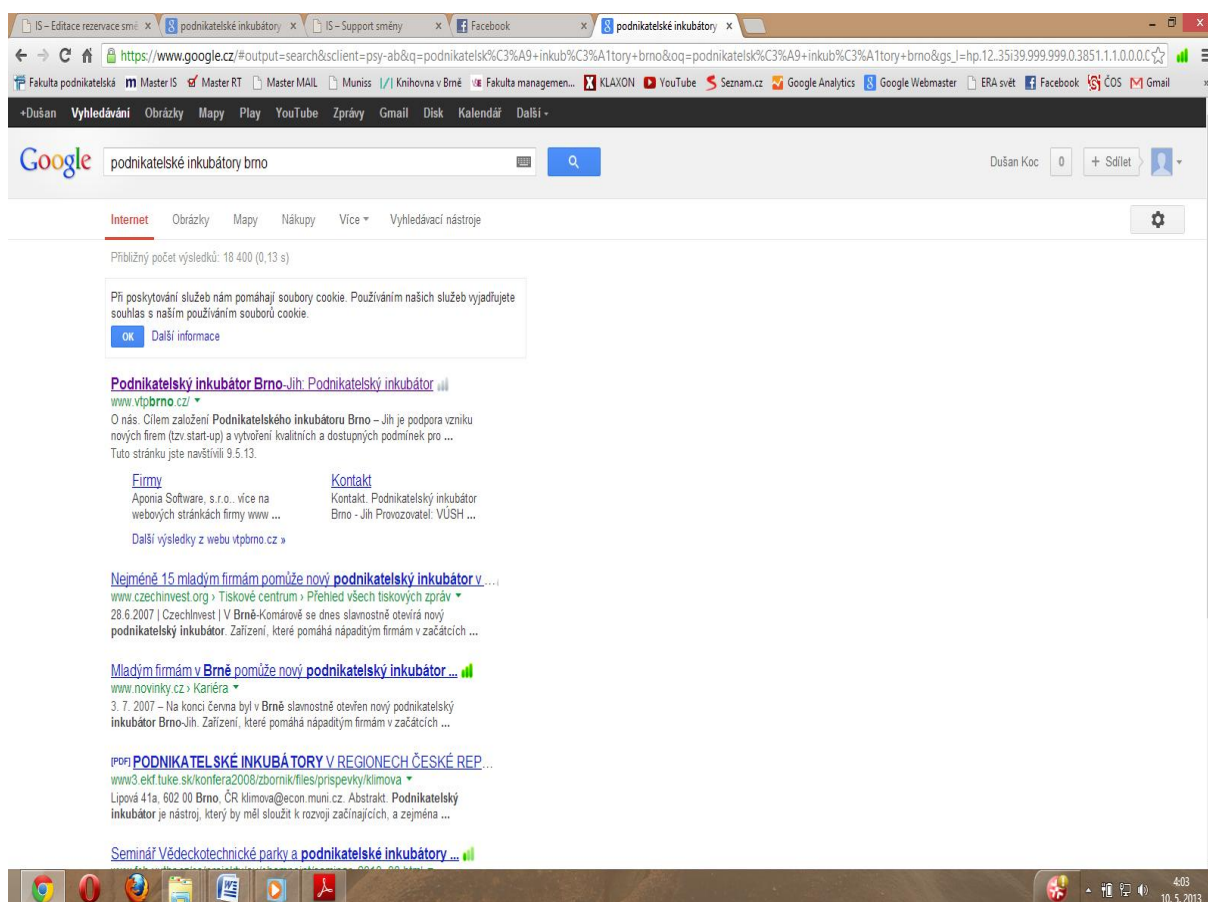 IS – Editace rezervace smě
podnikatelské inkubátory
IS – Support směny
Facebook
podnikatelské inkubátory
https://www.google.cz/#output=search&sclient=psy-ab&q=podnikatelsk%C3%A9+inkub%C3%A1tory+brno&oq=podnikatelsk%C3%A9+inkub%C3%A1tory+brno&gs_l=hp.12..35i39.999.999.0.3851.1.1.0.0.0.0.
Fakulta podnikatelská Master IS Master RT Master MAIL Muniss Knihovna v Brně Fakulta managemen... KLAXON YouTube Seznam.cz Google Analytics Google Webmaster ERA svět Facebook ČOS Gmail »
+Dušan Vyhledávání Obrázky Mapy Play YouTube Zprávy Gmail Disk Kalendář Další
Google podnikatelské inkubátory brno Dušan Koc 0 + Sdílet
Internet Obrázky Mapy Nákupy Více Vyhledávací nástroje
Přibližný počet výsledků: 18 400 (0,13 s)
Při poskytování služeb nám pomáhají soubory cookie. Používáním našich služeb vyjadřujete
souhlas s naším používáním souborů cookie.
OK Další informace
Podnikatelský inkubátor Brno-Jih: Podnikatelský inkubátor
www.vtpbrno.cz/
O nás. Cílem založení Podnikatelského inkubátoru Brno – Jih je podpora vzniku
nových firem (tzv.start-up) a vytvoření kvalitních a dostupných podmínek pro ...
Tuto stránku jste navštívili 9.5.13.
Firmy
Aponia Software, s.r.o.. více na
webových stránkách firmy www ...
Kontakt
Kontakt. Podnikatelský inkubátor
Brno - Jih Provozovatel: VÚSH ...
Další výsledky z webu vtpbrno.cz »
Nejméně 15 mladým firmám pomůže nový podnikatelský inkubátor v ...
www.czechinvest.org › Tiskové centrum › Přehled všech tiskových zpráv
28.6.2007 | CzechInvest | V Brně-Komárově se dnes slavnostně otevírá nový
podnikatelský inkubátor. Zařízení, které pomáhá nápaditým firmám v začátcích ...
Mladým firmám v Brně pomůže nový podnikatelský inkubátor ...
www.novinky.cz › Kariéra
3. 7. 2007 – Na konci června byl v Brně slavnostně otevřen nový podnikatelský
inkubátor Brno-Jih. Zařízení, které pomáhá nápaditým firmám v začátcích ...
[PDF] PODNIKATELSKÉ INKUBÁTORY V REGIONECH ČESKÉ REP...
www3.ekf.tuke.sk/konfera2008/zbornik/files/prispevky/klimova
Lipová 41a, 602 00 Brno, ČR klimova@econ.muni.cz. Abstrakt. Podnikatelský
inkubátor je nástroj, který by měl sloužit k rozvoji začínajících, a zejména ...
Seminář Vědeckotechnické parky a podnikatelské inkubátory ...
4:03
10. 5. 2013